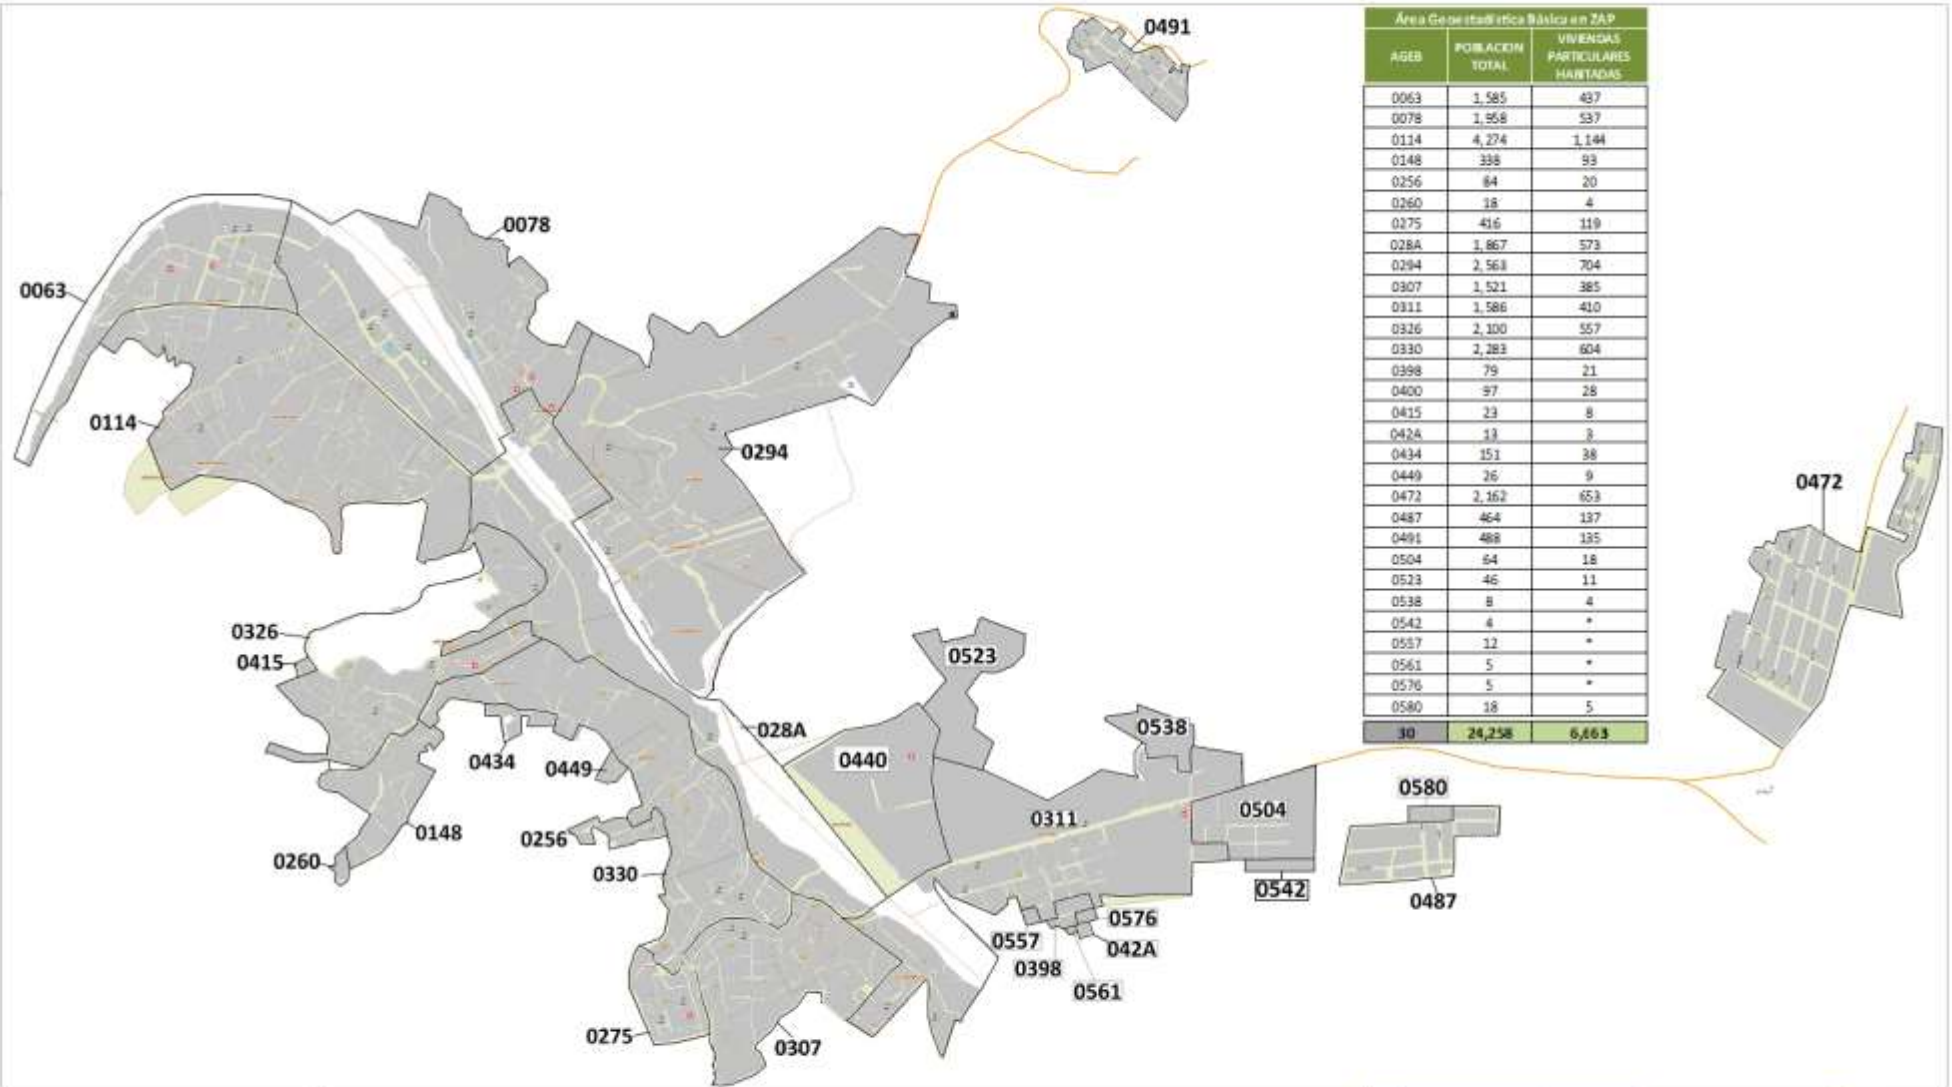 Área Geoestadística Básica en ZAP
AGEB POBLACION TOTAL VIVIENDAS PARTICULARES HABITADAS
0063 1,585 437
0078 1,958 537
0114 4,274 1,144
0148 338 93
0256 84 20
0260 18 4
0275 416 119
028A 1,867 573
0294 2,563 704
0307 1,521 385
0311 1,586 410
0326 2,100 557
0330 2,283 604
0398 79 21
0400 97 28
0415 23 8
042A 13 3
0434 151 38
0449 26 9
0472 2,162 653
0487 464 137
0491 488 135
0504 64 18
0523 46 11
0538 8 4
0542 4 *
0557 12 *
0561 5 *
0576 5 *
0580 18 5
30 24,258 6,663
0491
0078
0063
0114
0294
0472
0326
0415
0523
028A
0538
0434
0449
0440
0580
0148
0256
0311
0504
0260
0330
0542
0487
0576
0557
042A
0398
0561
0275
0307